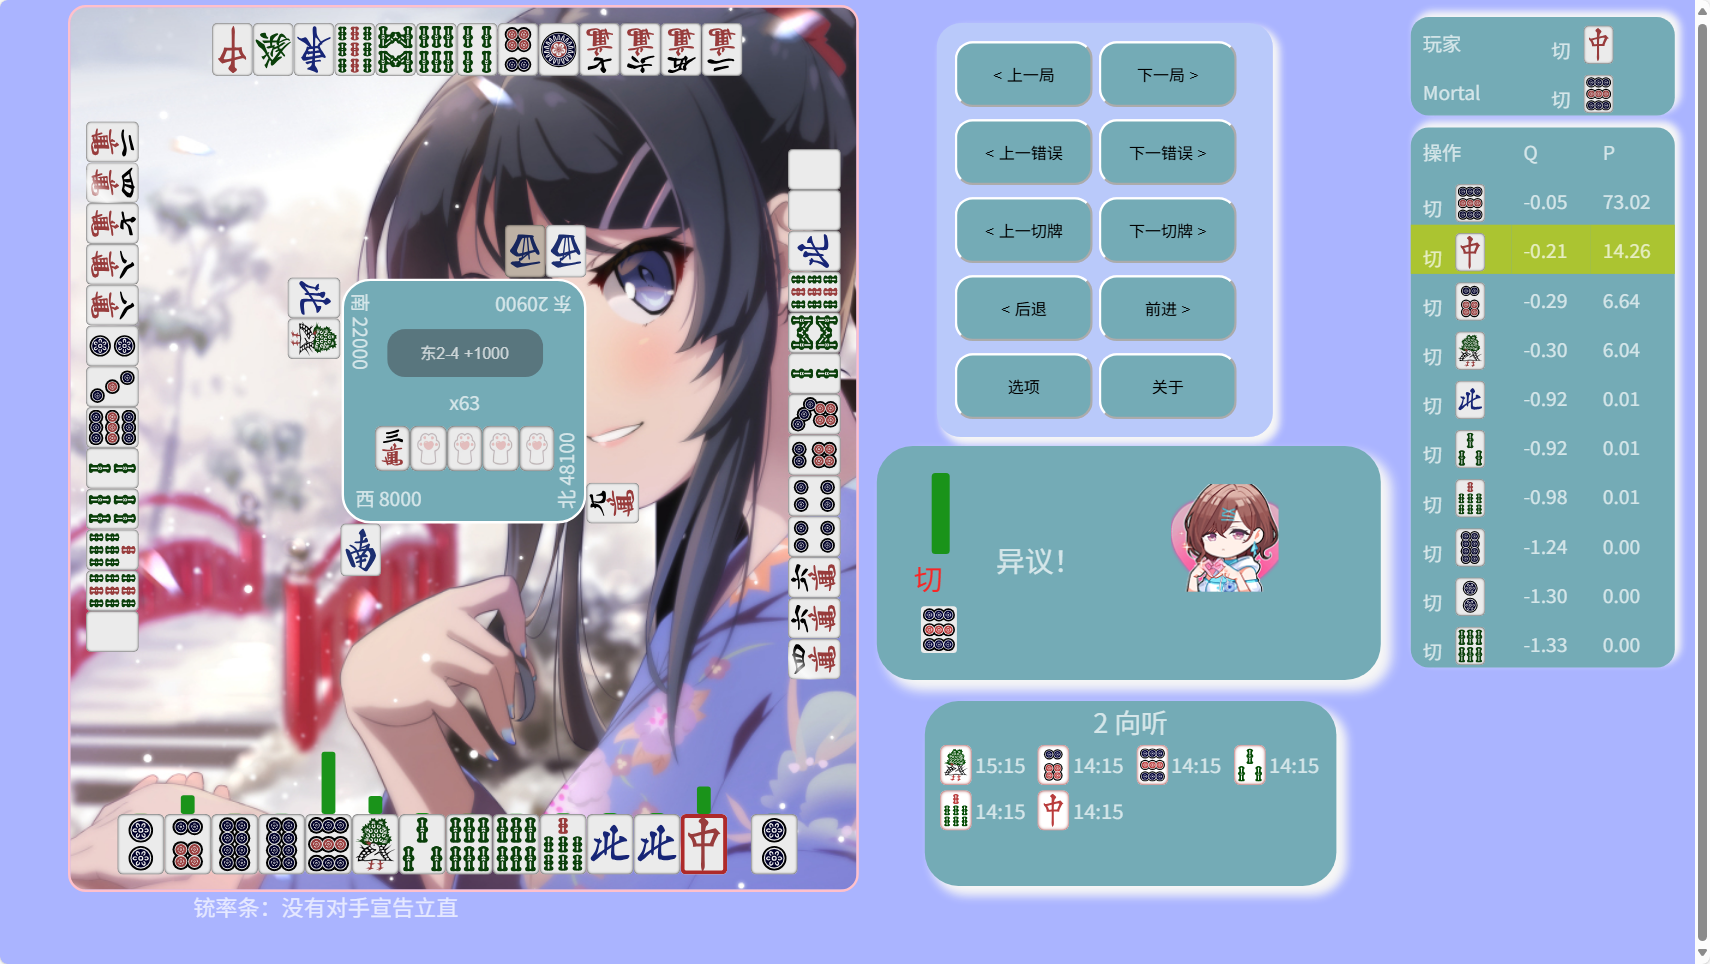 东 20900
南 22000
东2-4 +1000
x63
北 48100
西 8000
铳率条：没有对手宣告立直
< 上一局
下一局 >
< 上一错误
下一错误 >
< 上一切牌
下一切牌 >
< 后退
前进 >
选项
关于
切
异议！
2 向听
15:15
14:15
14:15
14:15
14:15
14:15
玩家 切
Mortal 切
操作 Q P
切 -0.05 73.02
切 -0.21 14.26
切 -0.29 6.64
切 -0.30 6.04
切 -0.92 0.01
切 -0.92 0.01
切 -0.98 0.01
切 -1.24 0.00
切 -1.30 0.00
切 -1.33 0.00